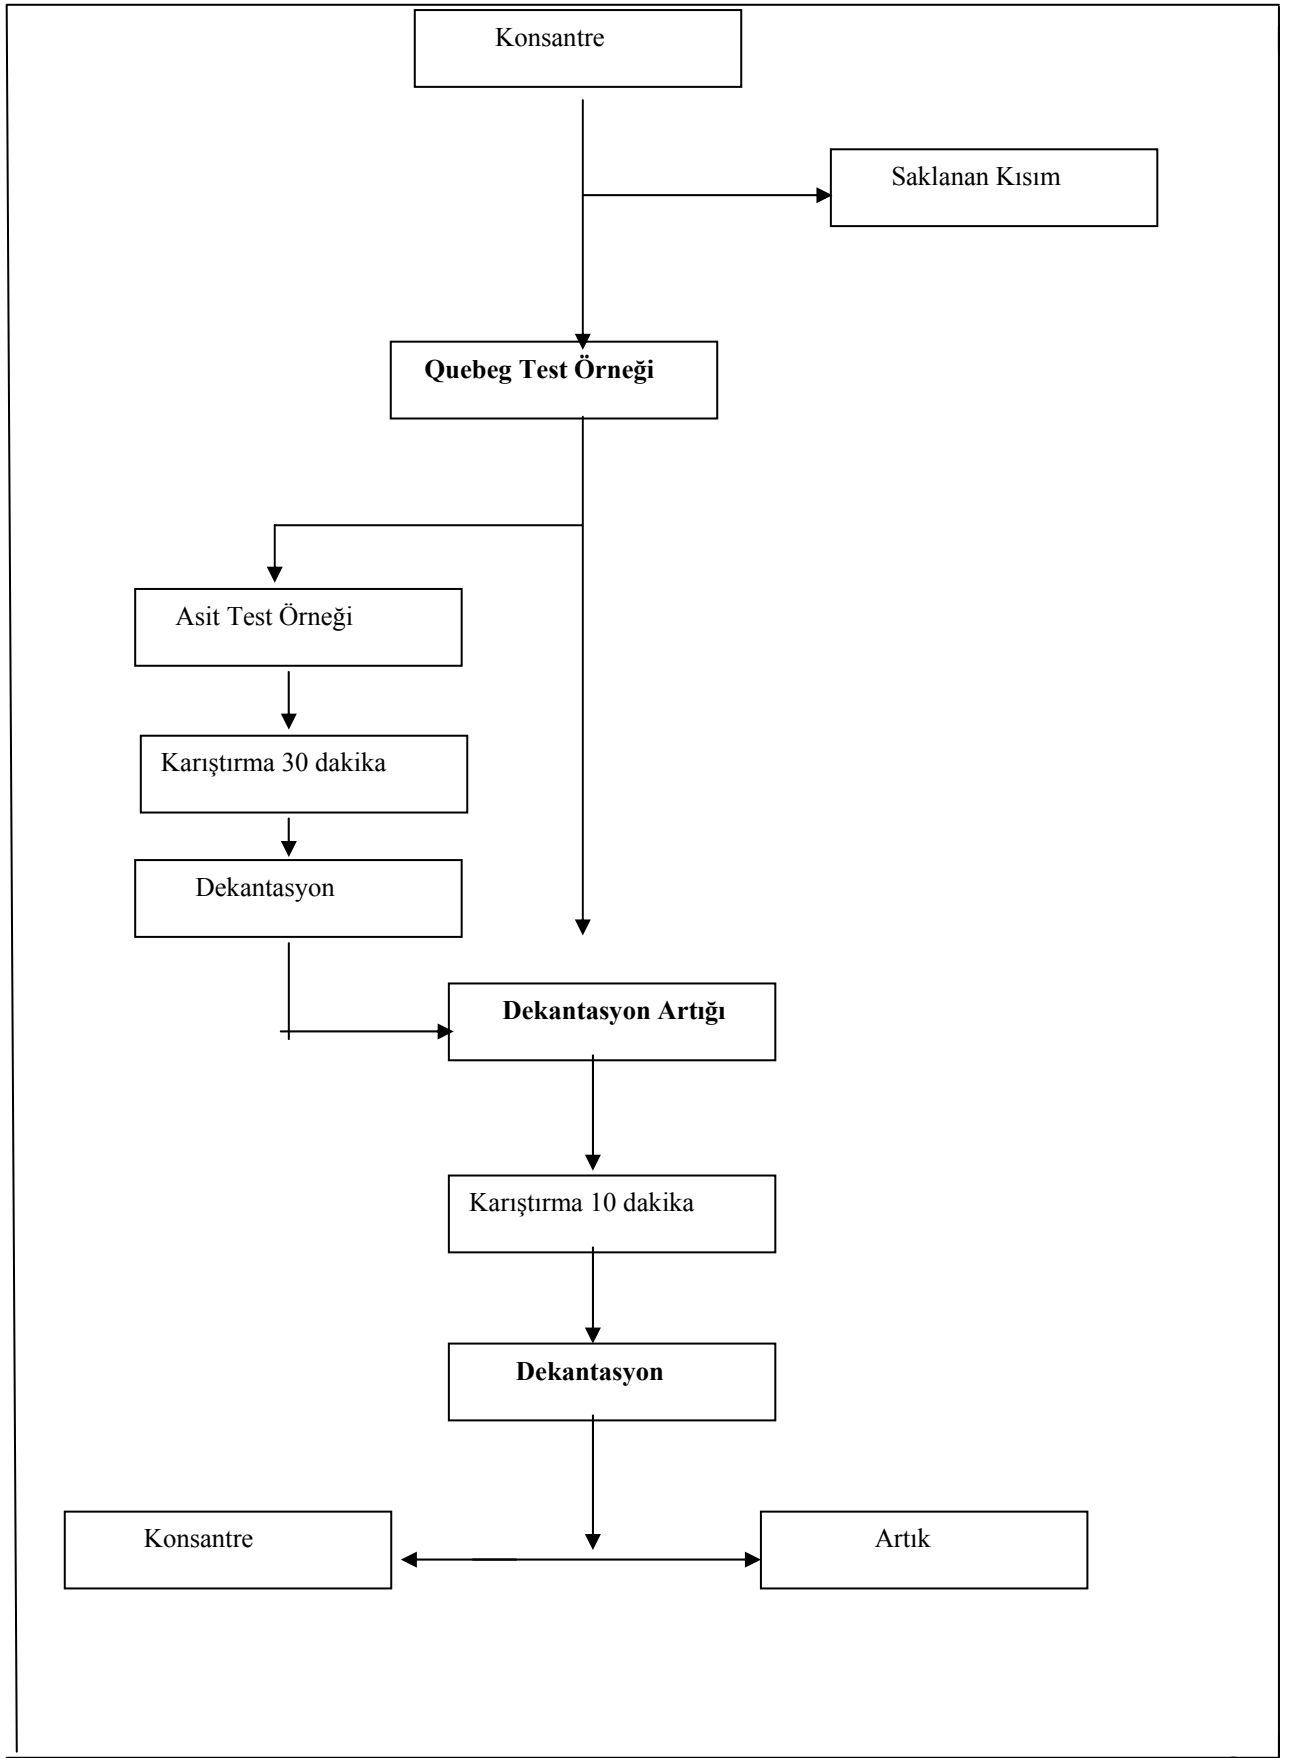 Konsantre
Saklanan Kısım
Quebeg Test Örneği
Asit Test Örneği
Karıştırma 30 dakika
Dekantasyon
Dekantasyon Artığı
Karıştırma 10 dakika
Dekantasyon
Konsantre
Artık